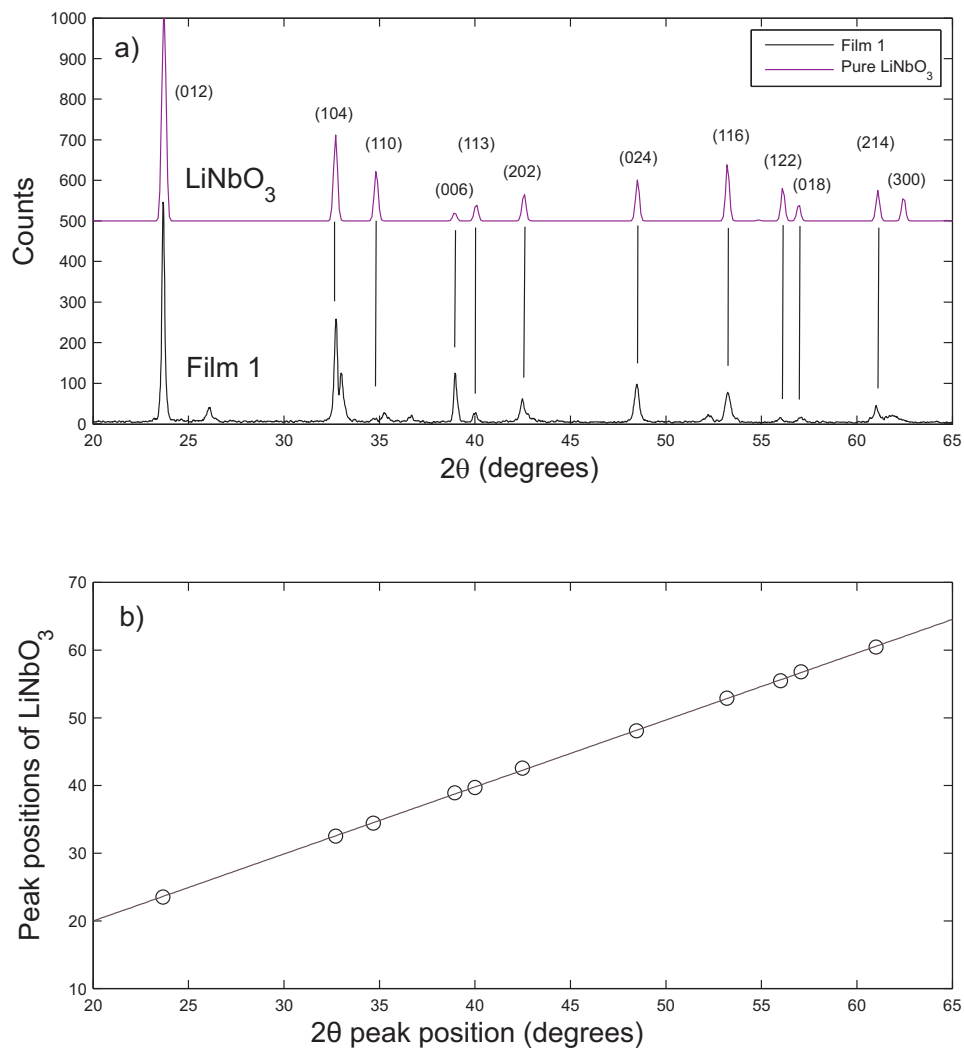 a)
Film 1
Pure LiNbO3
(012)
(104)
(110)
(006)
(113)
(202)
(024)
(116)
(122)
(018)
(214)
(300)
LiNbO3
Film 1
Counts
1000
900
800
700
600
500
400
300
200
100
0
20 25 30 35 40 45 50 55 60 65
2θ (degrees)
b)
Peak positions of LiNbO3
70
60
50
40
30
20
10
20 25 30 35 40 45 50 55 60 65
2θ peak position (degrees)